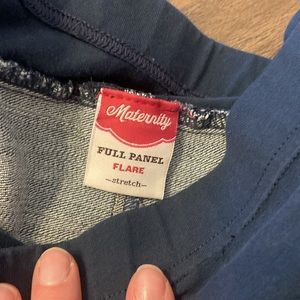 Maternity
FULL PANEL
FLARE
—stretch—